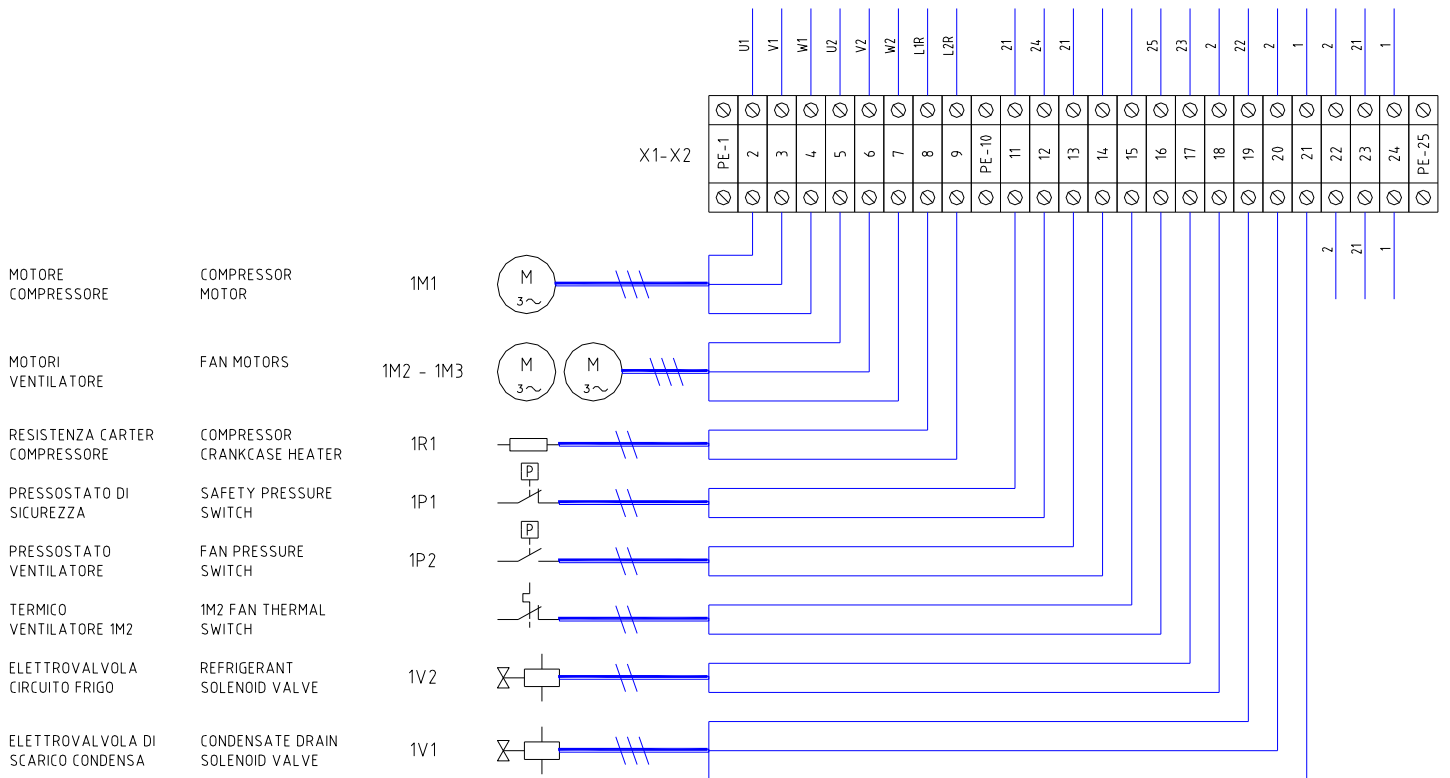 U1 V1 W1 U2 V2 W2 L1R L2R 21 24 21 25 23 2 22 2 1 2 21 1
X1-X2
PE-1 2 3 4 5 6 7 8 9 PE-10 11 12 13 14 15 16 17 18 19 20 21 22 23 24 PE-25
2 21 1
MOTORE COMPRESSOR
COMPRESSORE MOTOR
1M1
M
3~
MOTORI FAN MOTORS
VENTILATORE
1M2 - 1M3
M M
3~ 3~
RESISTENZA CARTER COMPRESSOR
COMPRESSORE CRANKCASE HEATER
1R1
P
PRESSOSTATO DI SAFETY PRESSURE
SICUREZZA SWITCH
1P1
P
PRESSOSTATO FAN PRESSURE
VENTILATORE SWITCH
1P2
TERMICO 1M2 FAN THERMAL
VENTILATORE 1M2 SWITCH
ELETTROVALVOLA REFRIGERANT
CIRCUITO FRIGO SOLENOID VALVE
1V2
ELETTROVALVOLA DI CONDENSATE DRAIN
SCARICO CONDENSA SOLENOID VALVE
1V1